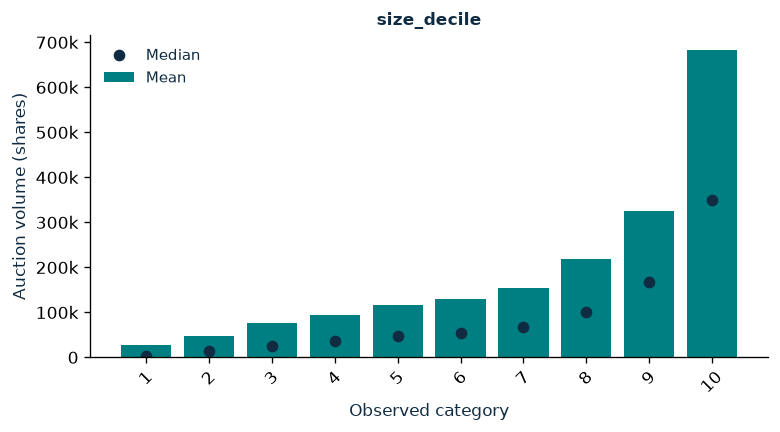 size_decile
Median
Mean
Auction volume (shares)
700k
600k
500k
400k
300k
200k
100k
0
1 2 3 4 5 6 7 8 9 10
Observed category